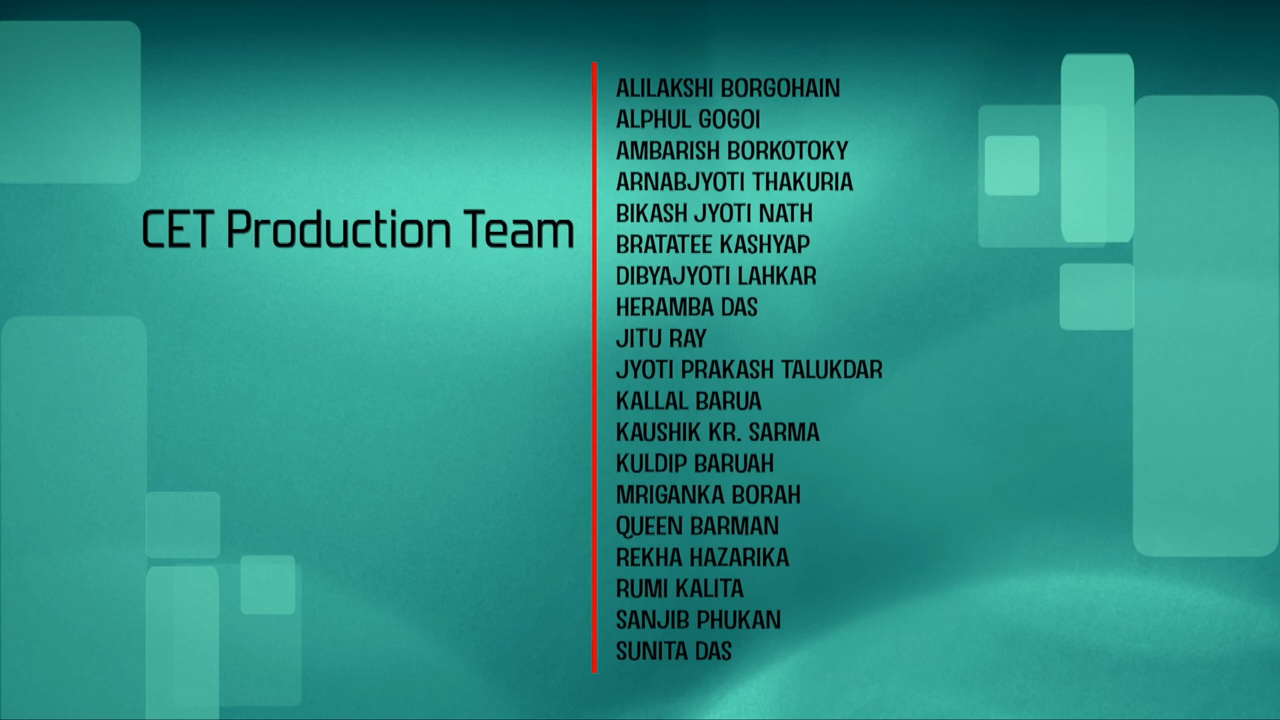 CET Production Team
ALILAKSHI BORGOHAIN
ALPHUL GOGOI
AMBARISH BORKOTOKY
ARNABJYOTI THAKURIA
BIKASH JYOTI NATH
BRATATEE KASHYAP
DIBYAJYOTI LAHKAR
HERAMBA DAS
JITU RAY
JYOTI PRAKASH TALUKDAR
KALLAL BARUA
KAUSHIK KR. SARMA
KULDIP BARUAH
MRIGANKA BORAH
QUEEN BARMAN
REKHA HAZARIKA
RUMI KALITA
SANJIB PHUKAN
SUNITA DAS